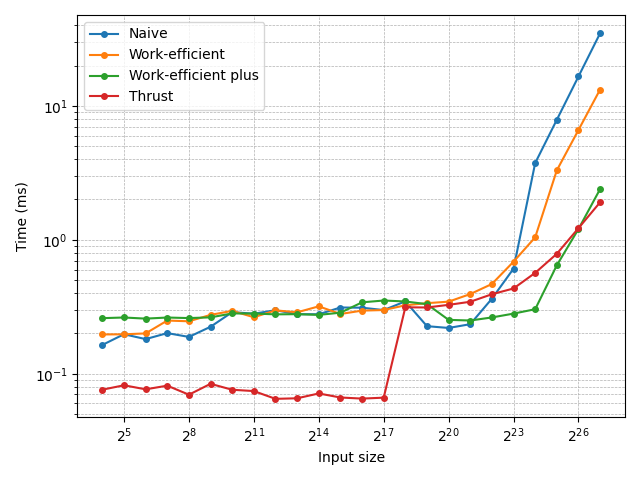 Naive
Work-efficient
Work-efficient plus
Thrust
10¹
10⁰
10⁻¹
Time (ms)
2⁵ 2⁸ 2¹¹ 2¹⁴ 2¹⁷ 2²⁰ 2²³ 2²⁶
Input size